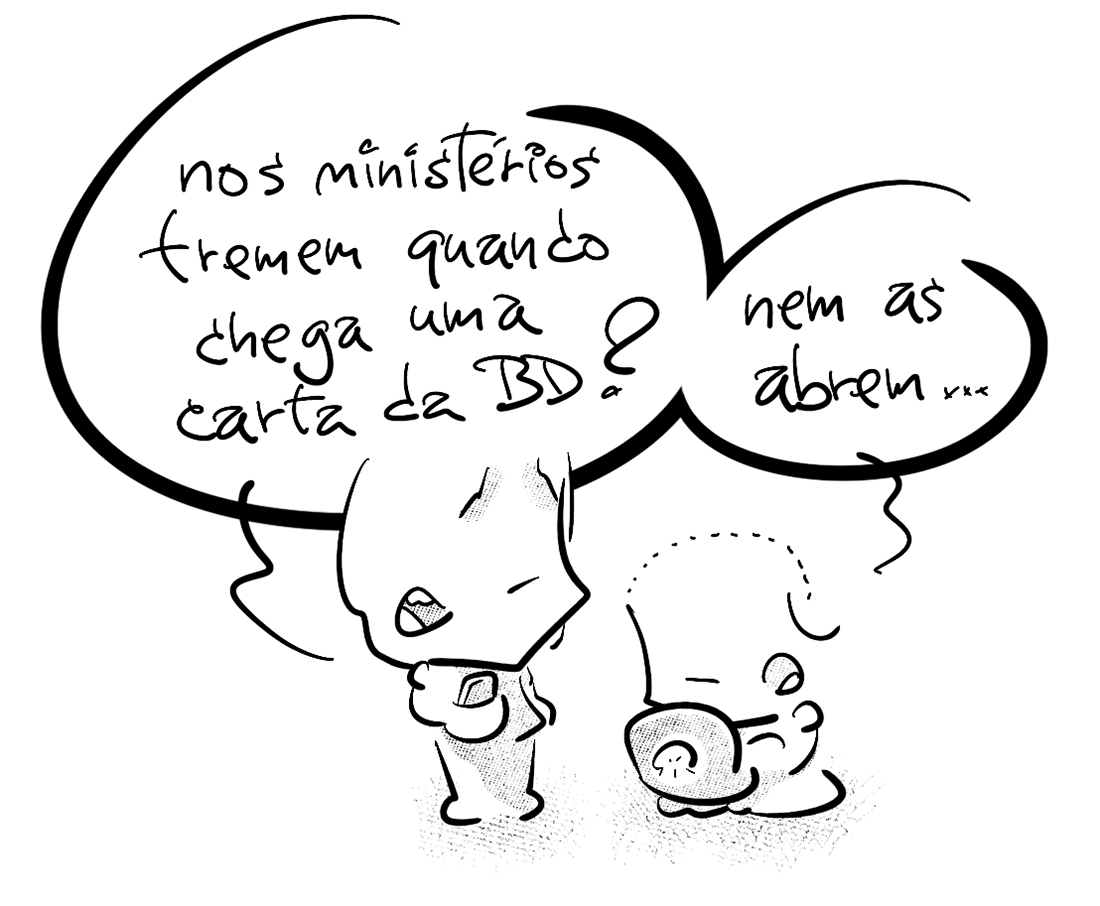 nos ministérios
tremem quando
chega uma
carta da BD?
nem as
abrem...